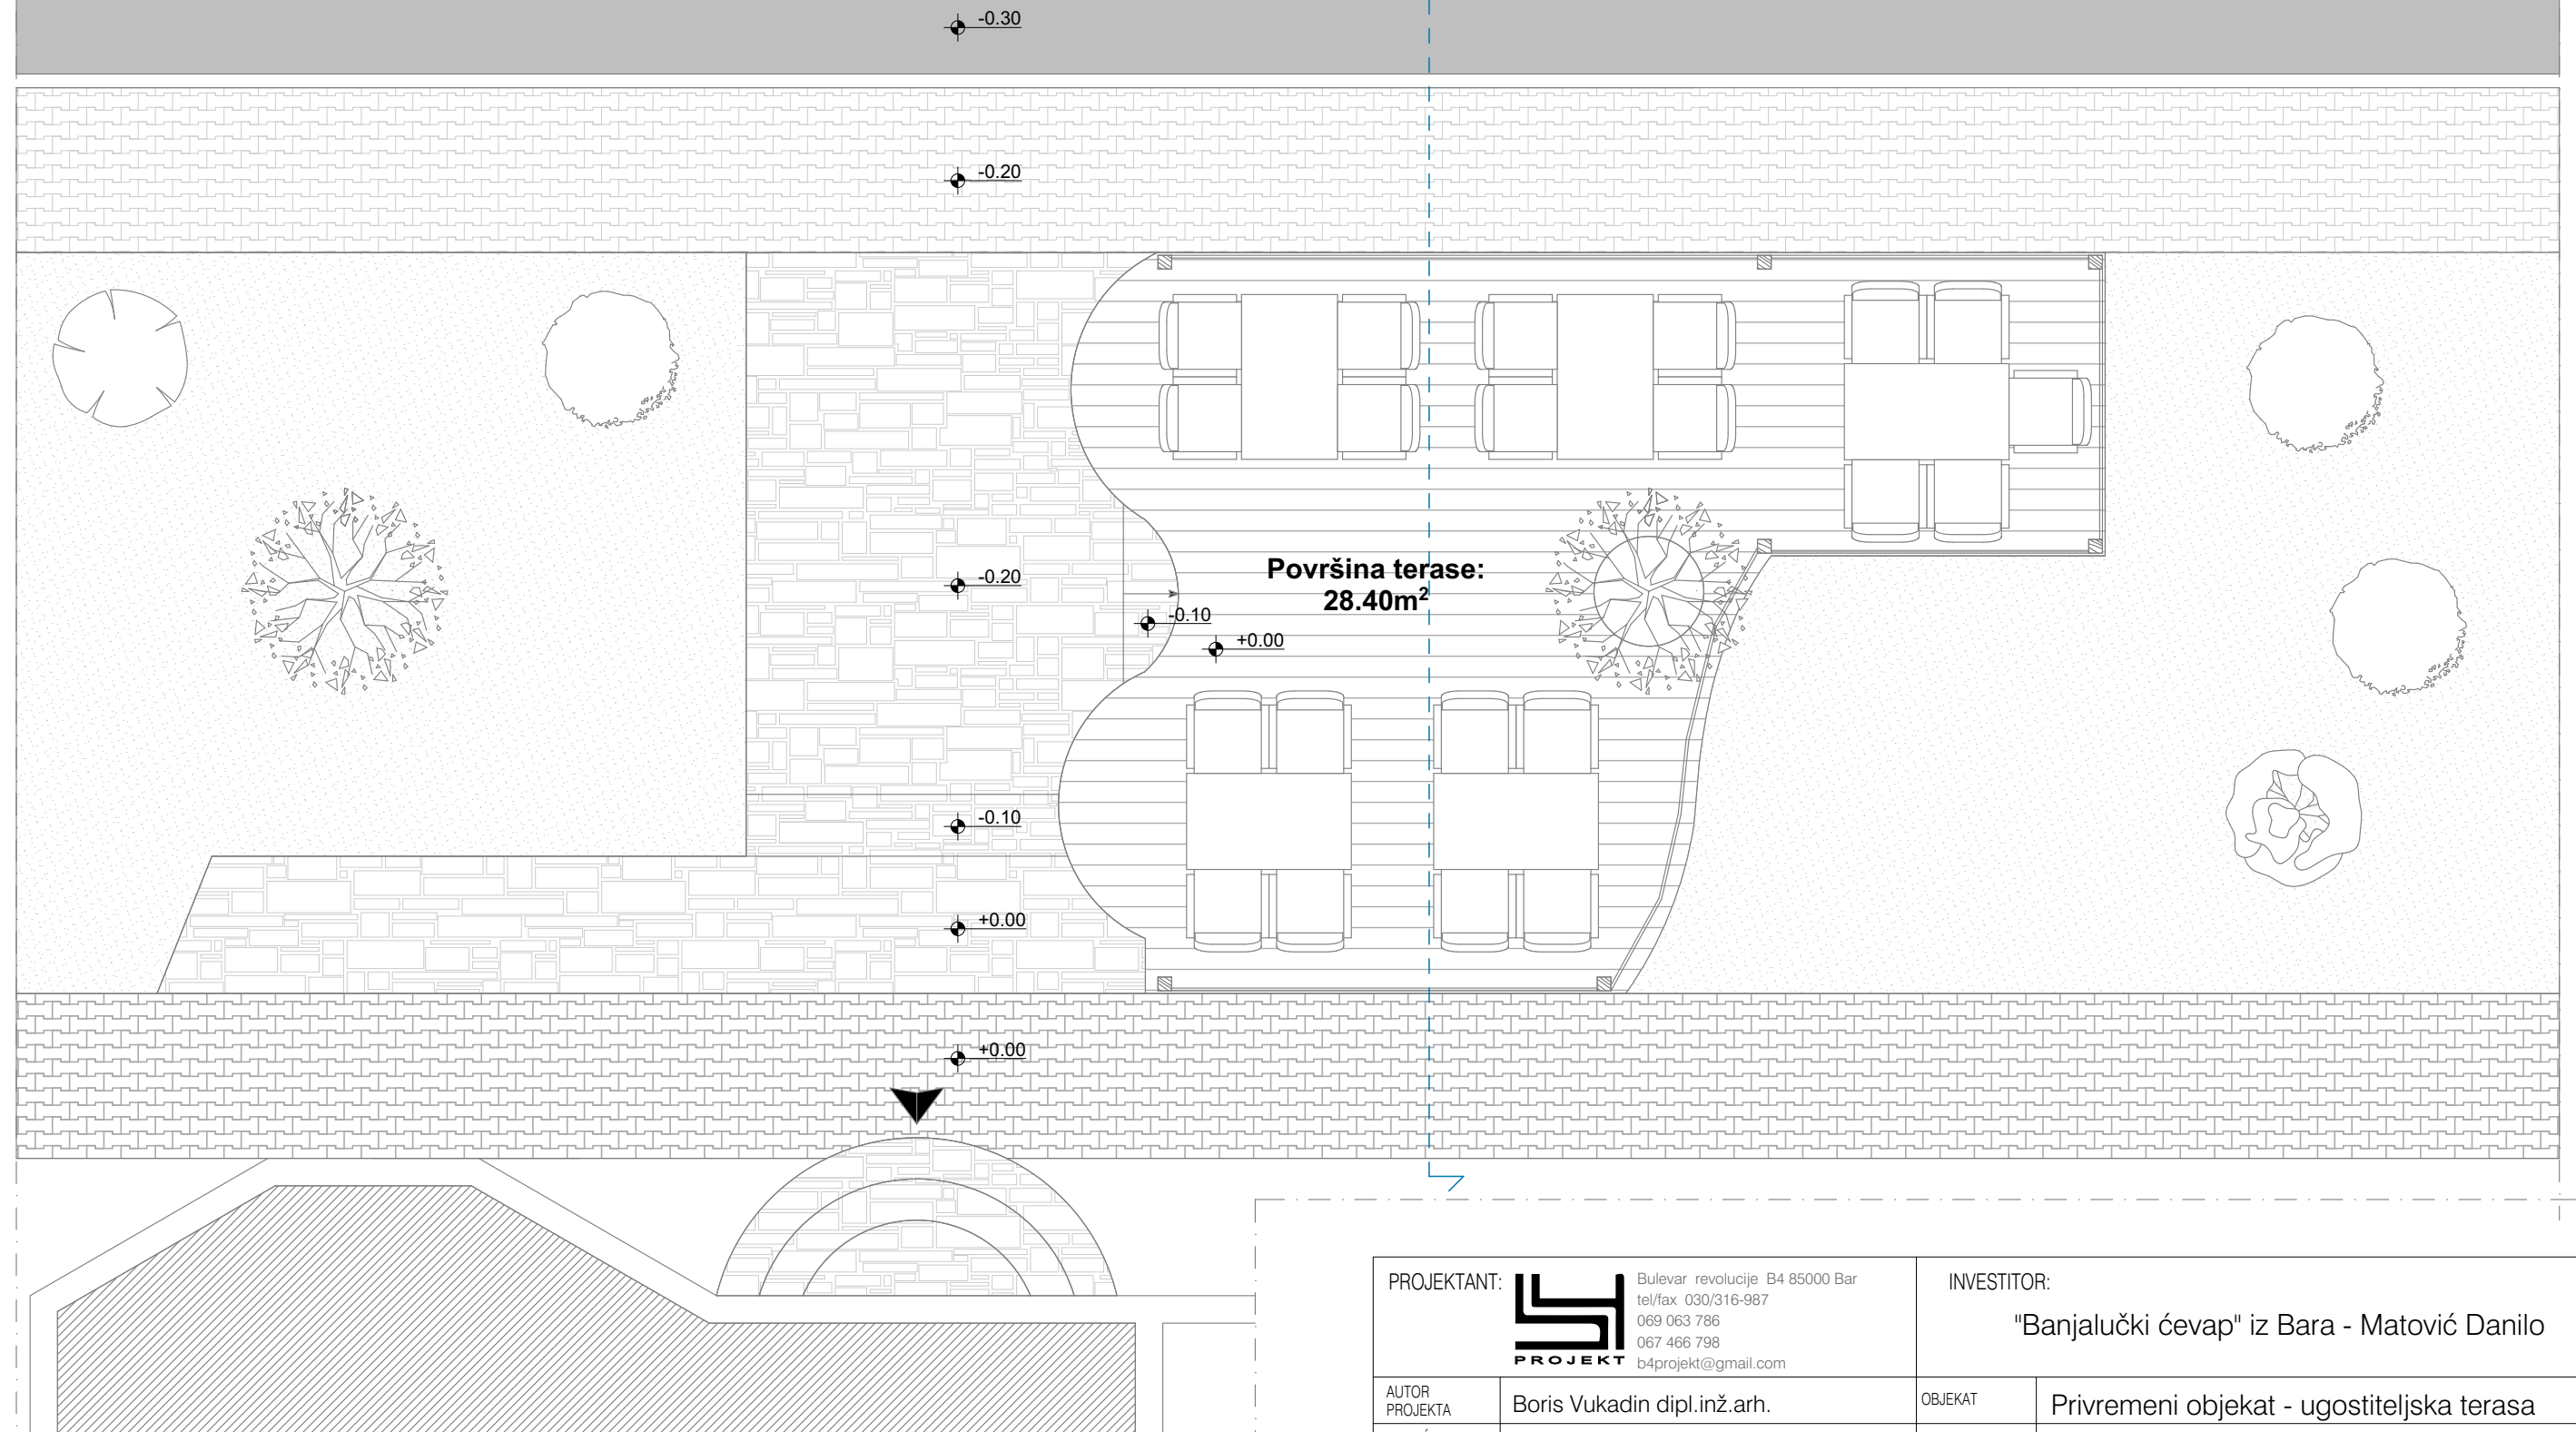 -0.30
-0.20
Površina terase:
28.40m²
-0.20
-0.10
+0.00
-0.10
+0.00
+0.00
PROJEKTANT:
PROJEKT
Bulevar revolucije B4 85000 Bar
tel/fax 030/316-987
069 063 786
067 466 798
b4projekt@gmail.com
INVESTITOR:
"Banjalučki ćevap" iz Bara - Matović Danilo
AUTOR
PROJEKTA
Boris Vukadin dipl.inž.arh.
OBJEKAT
Privremeni objekat - ugostiteljska terasa